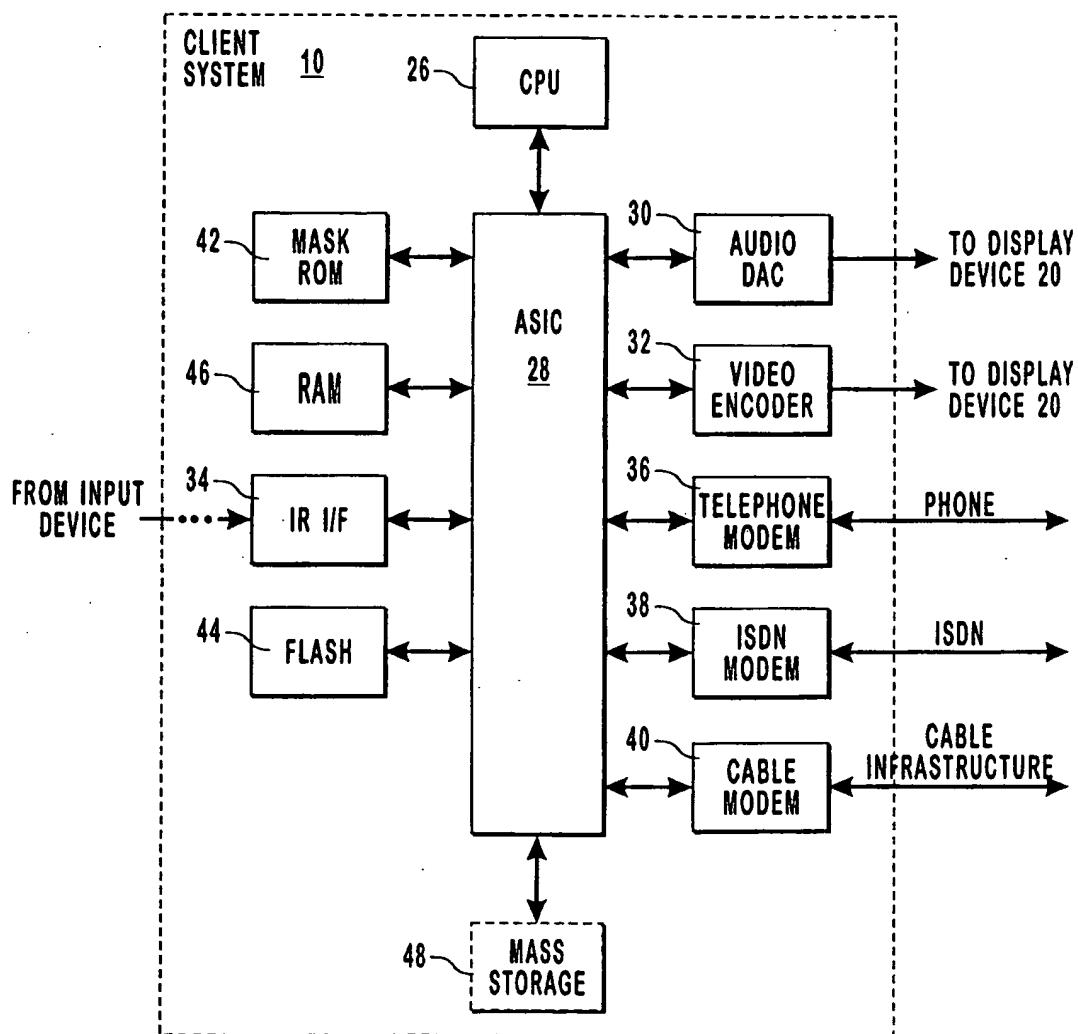 CLIENT
SYSTEM
10
26
CPU
42
MASK
ROM
30
AUDIO
DAC
TO DISPLAY
DEVICE 20
ASIC
28
46
RAM
32
VIDEO
ENCODER
TO DISPLAY
DEVICE 20
FROM INPUT
DEVICE
34
IR I/F
36
TELEPHONE
MODEM
PHONE
44
FLASH
38
ISDN
MODEM
ISDN
40
CABLE
MODEM
CABLE
INFRASTRUCTURE
48
MASS
STORAGE